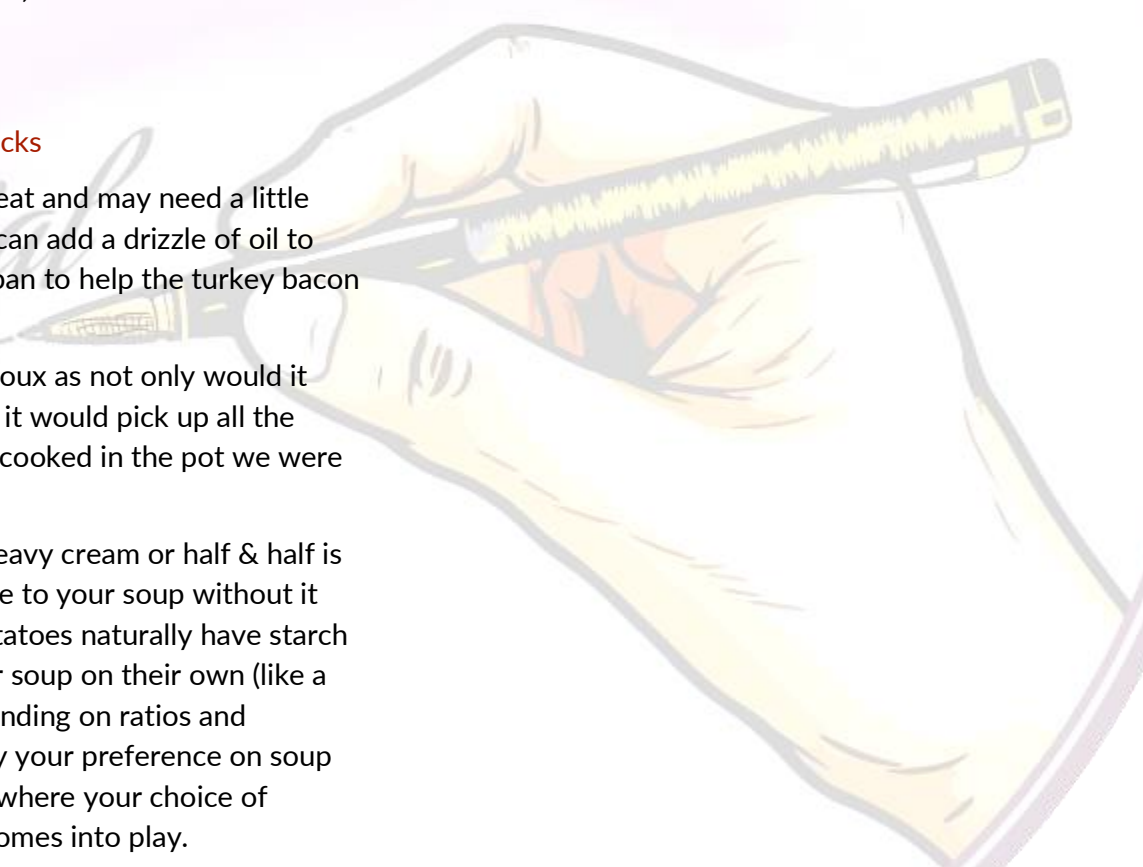 cks
eat and may need a little
can add a drizzle of oil to
pan to help the turkey bacon
oux as not only would it
it would pick up all the
cooked in the pot we were
eavy cream or half & half is
e to your soup without it
tatoes naturally have starch
r soup on their own (like a
nding on ratios and
y your preference on soup
where your choice of
omes into play.